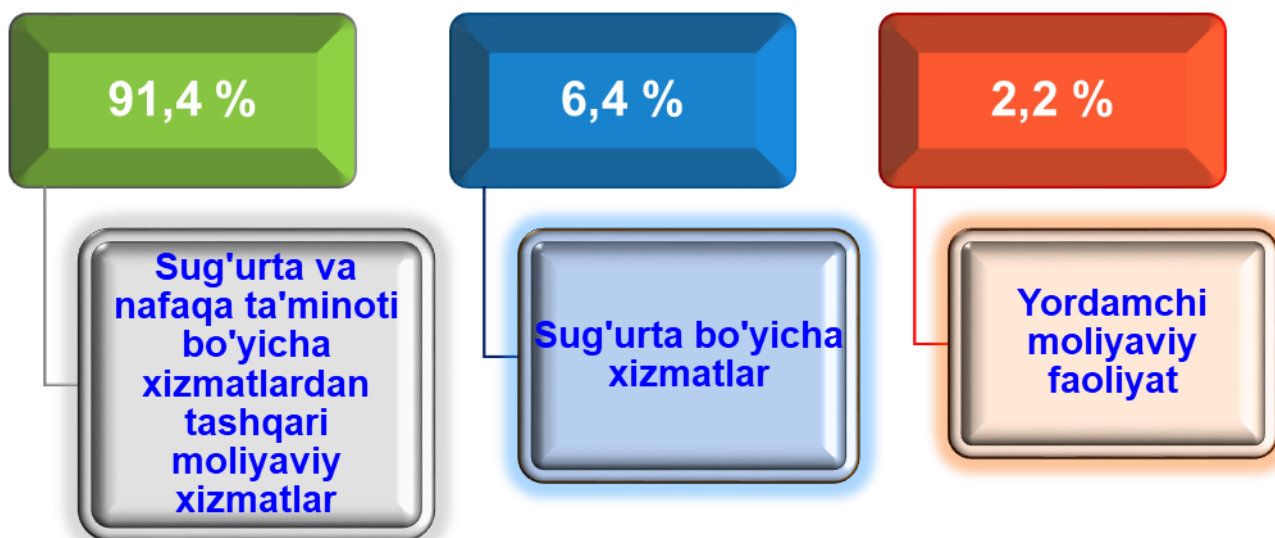 91,4 %
6,4 %
2,2 %
Sug'urta va
nafaqa ta'minoti
bo'yicha
xizmatlardan
tashqari
moliyaviy
xizmatlar
Sug'urta bo'yicha
xizmatlar
Yordamchi
moliyaviy
faoliyat